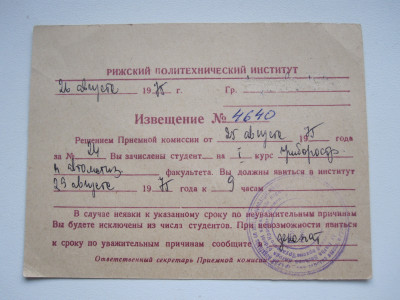 РИЖСКИЙ ПОЛИТЕХНИЧЕСКИЙ ИНСТИТУТ
26 августа 1975 г. Гр.
Извещение № 4640
Решением Приемной комиссии от 25 августа 1975 года
за № Вы зачислены студент на I курс приборостр.
и автоматиз. факультета. Вы должны явиться в институт
29 августа 1975 года к 9 часам
В случае неявки к указанному сроку по неуважительным причинам
Вы будете исключены из числа студентов. При невозможности явиться
к сроку по уважительным причинам сообщите в деканат
Ответственный секретарь Приемной комиссии